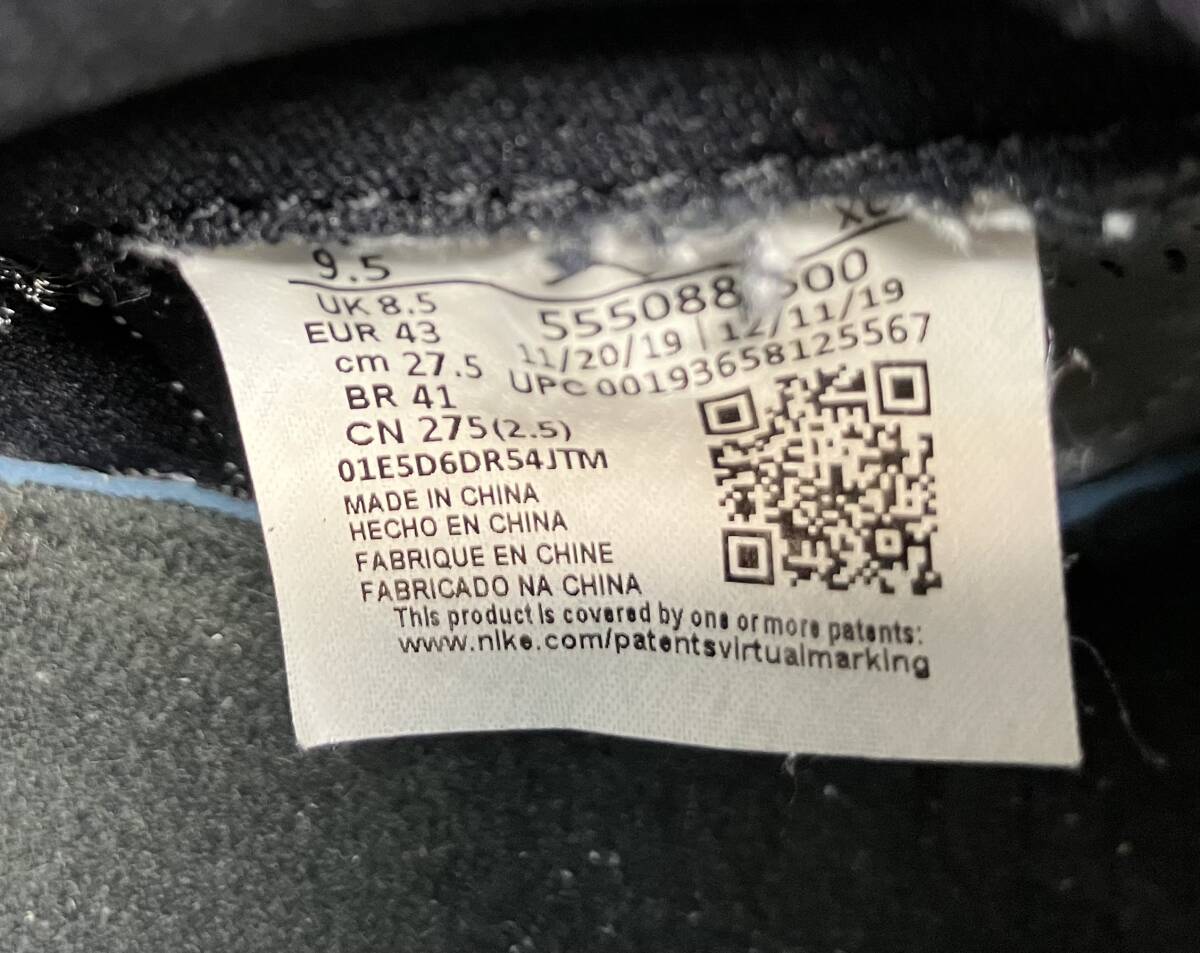 9.5
UK 8.5
EUR 43
cm 27.5
BR 41
CN 275(2.5)
01E5D6DR54JTM
MADE IN CHINA
HECHO EN CHINA
FABRIQUE EN CHINE
FABRICADO NA CHINA
555088 500
11/20/19 | 12/11/19
UPC 00193658125567
This product is covered by one or more patents:
www.nike.com/patentsvirtualmarking